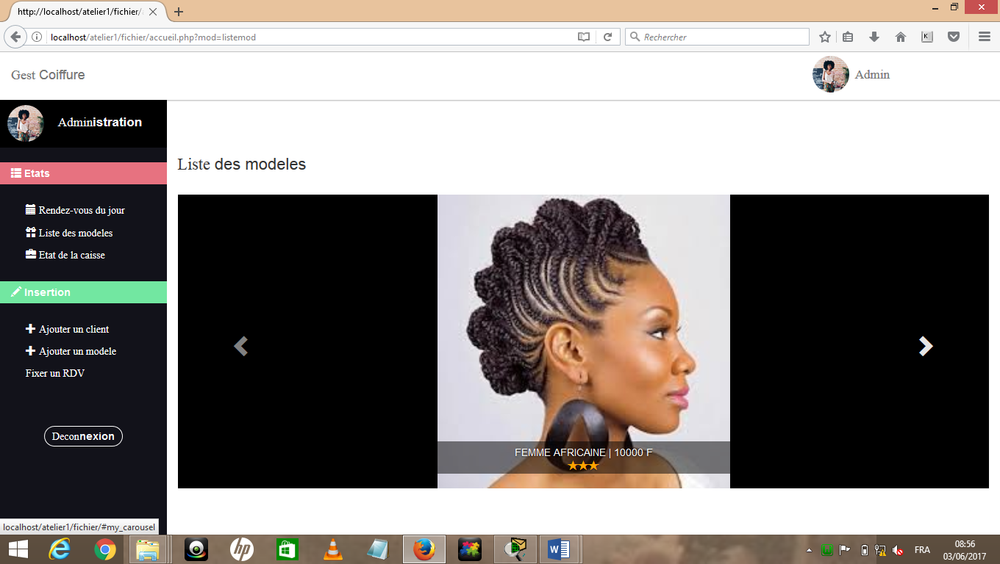 http://localhost/atelier1/fichier/
localhost/atelier1/fichier/accueil.php?mod=listemod
Rechercher
K
Gest Coiffure
Admin
Administration
Liste des modeles
Etats
Rendez-vous du jour
Liste des modeles
Etat de la caisse
Insertion
Ajouter un client
Ajouter un modele
Fixer un RDV
Deconnexion
FEMME AFRICAINE | 10000 F
localhost/atelier1/fichier/#my_carousel
hp
FRA
08:56
03/06/2017